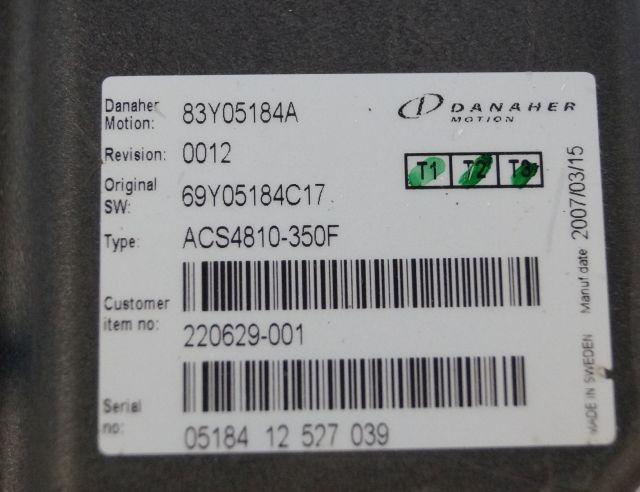 Danaher Motion: 83Y05184A
DANAHER
MOTION
Revision: 0012
T1 T2 T3
Original SW: 69Y05184C17
Type: ACS4810-350F
Customer item no: 220629-001
Serial no: 05184 12 527 039
MADE IN SWEDEN Manuf date 2007/03/15